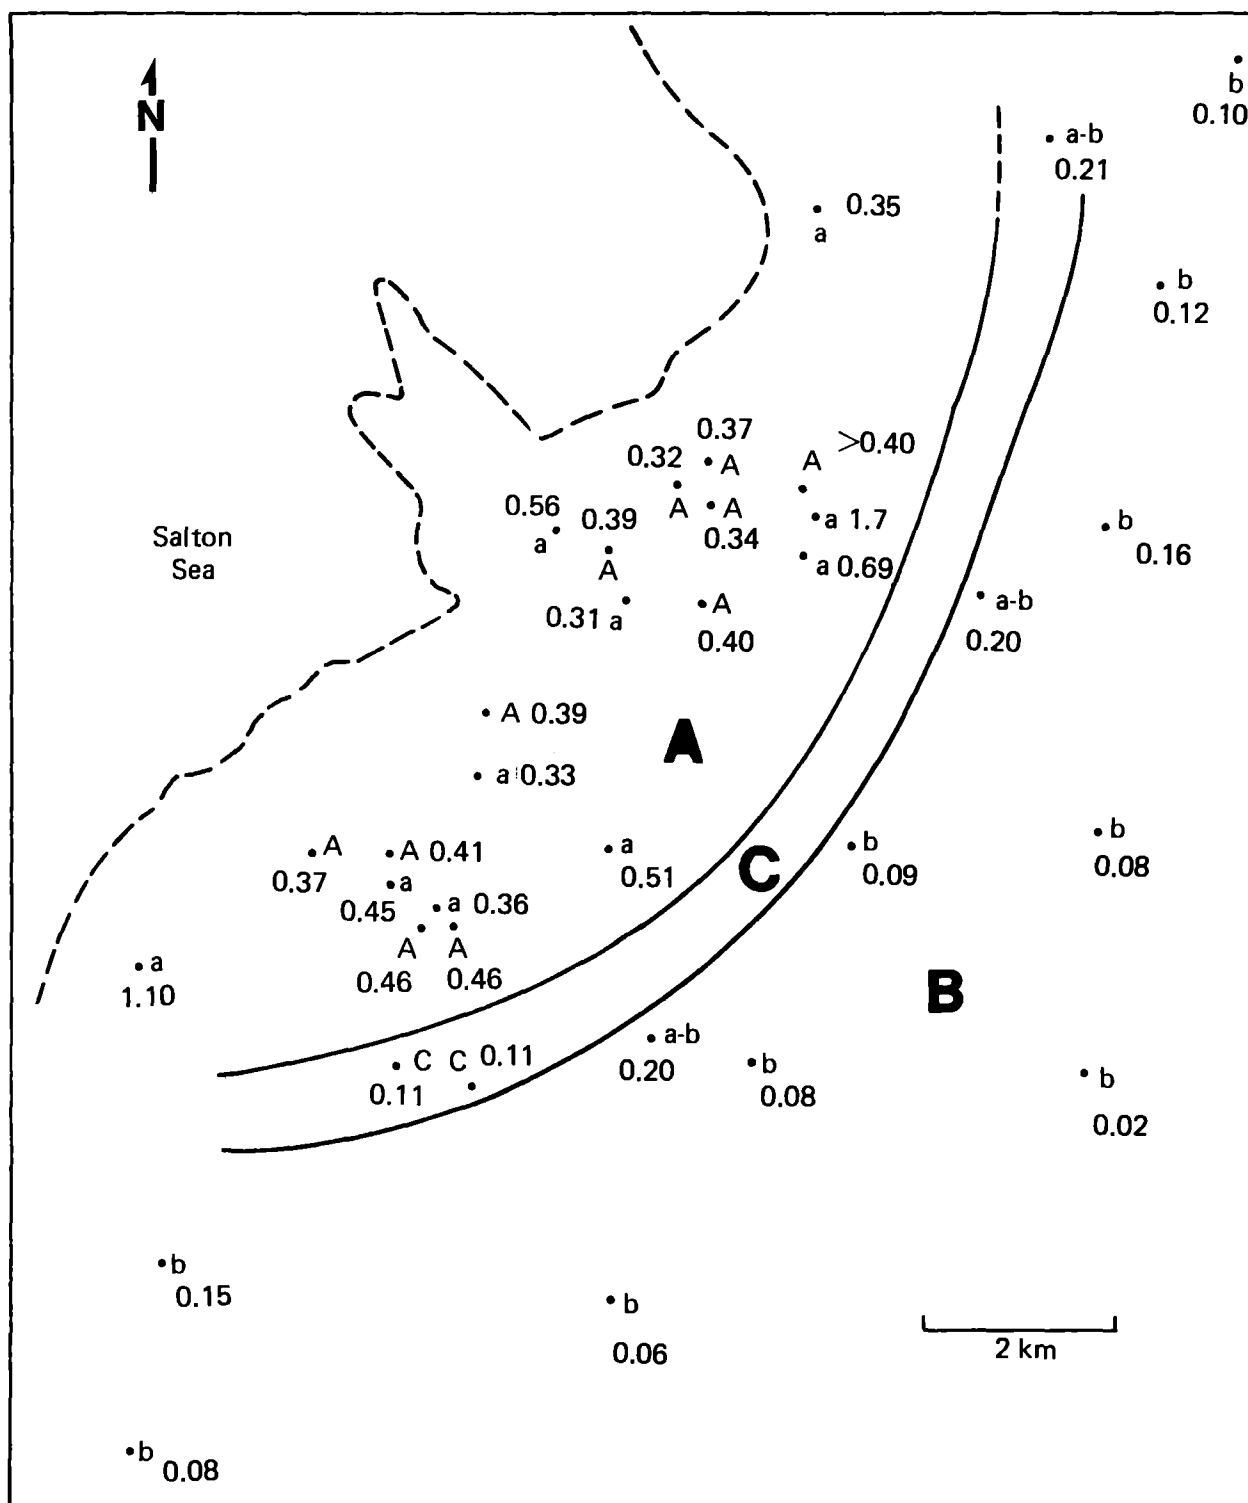 N
b
0.10
a-b
0.21
0.35
a
b
0.12
0.37
A
>0.40
A
0.32
A
A
0.34
0.56
a
0.39
A
a 1.7
a 0.69
b
0.16
Salton
Sea
0.31 a
A
0.40
a-b
0.20
A 0.39
A
a 0.33
A
0.37
A 0.41
a
0.51
C
b
0.09
b
0.08
a
0.45
a 0.36
A
0.46
A
0.46
a
1.10
B
C
0.11
C 0.11
a-b
0.20
b
0.08
b
0.02
b
0.15
b
0.06
2 km
b
0.08